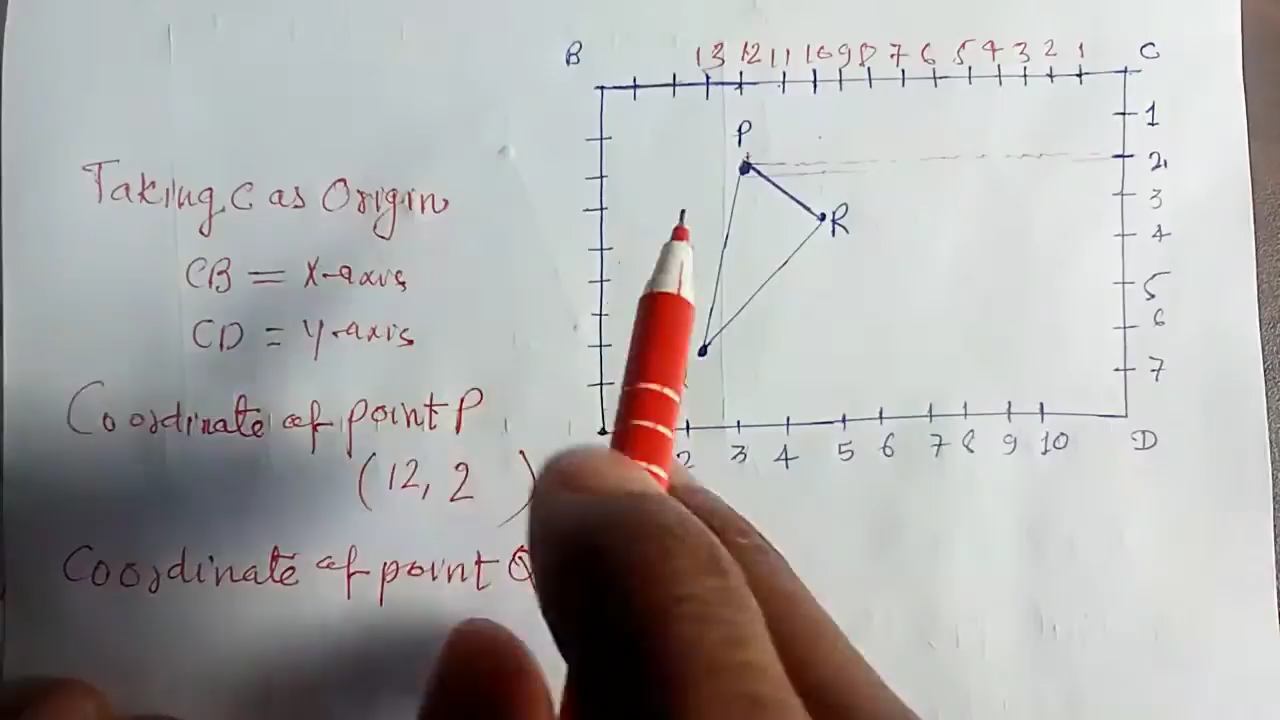 B 13 12 11 10 9 8 7 6 5 4 3 2 1 C
P
1
2
3
4
5
6
7
R
Taking C as Origin
CB = X-axis
CD = Y-axis
Coordinate of point P
(12, 2 )
Coordinate of point Q
2 3 4 5 6 7 8 9 10 D